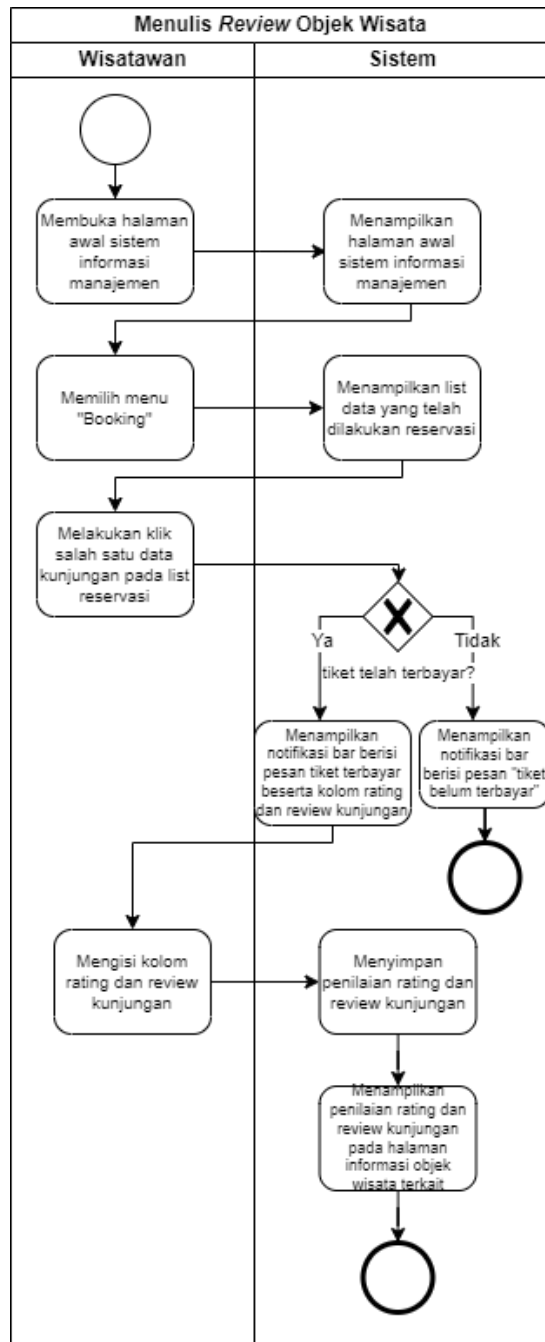 Menulis Review Objek Wisata
Wisatawan
Sistem
Membuka halaman
awal sistem
informasi
manajemen
Menampilkan
halaman awal
sistem informasi
manajemen
Memilih menu
"Booking"
Menampilkan list
data yang telah
dilakukan reservasi
Melakukan klik
salah satu data
kunjungan pada list
reservasi
Ya
Tidak
tiket telah terbayar?
Menampilkan
notifikasi bar berisi
pesan tiket terbayar
beserta kolom rating
dan review kunjungan
Menampilkan
notifikasi bar
berisi pesan "tiket
belum terbayar"
Mengisi kolom
rating dan review
kunjungan
Menyimpan
penilaian rating dan
review kunjungan
Menampilkan
penilaian rating dan
review kunjungan
pada halaman
informasi objek
wisata terkait